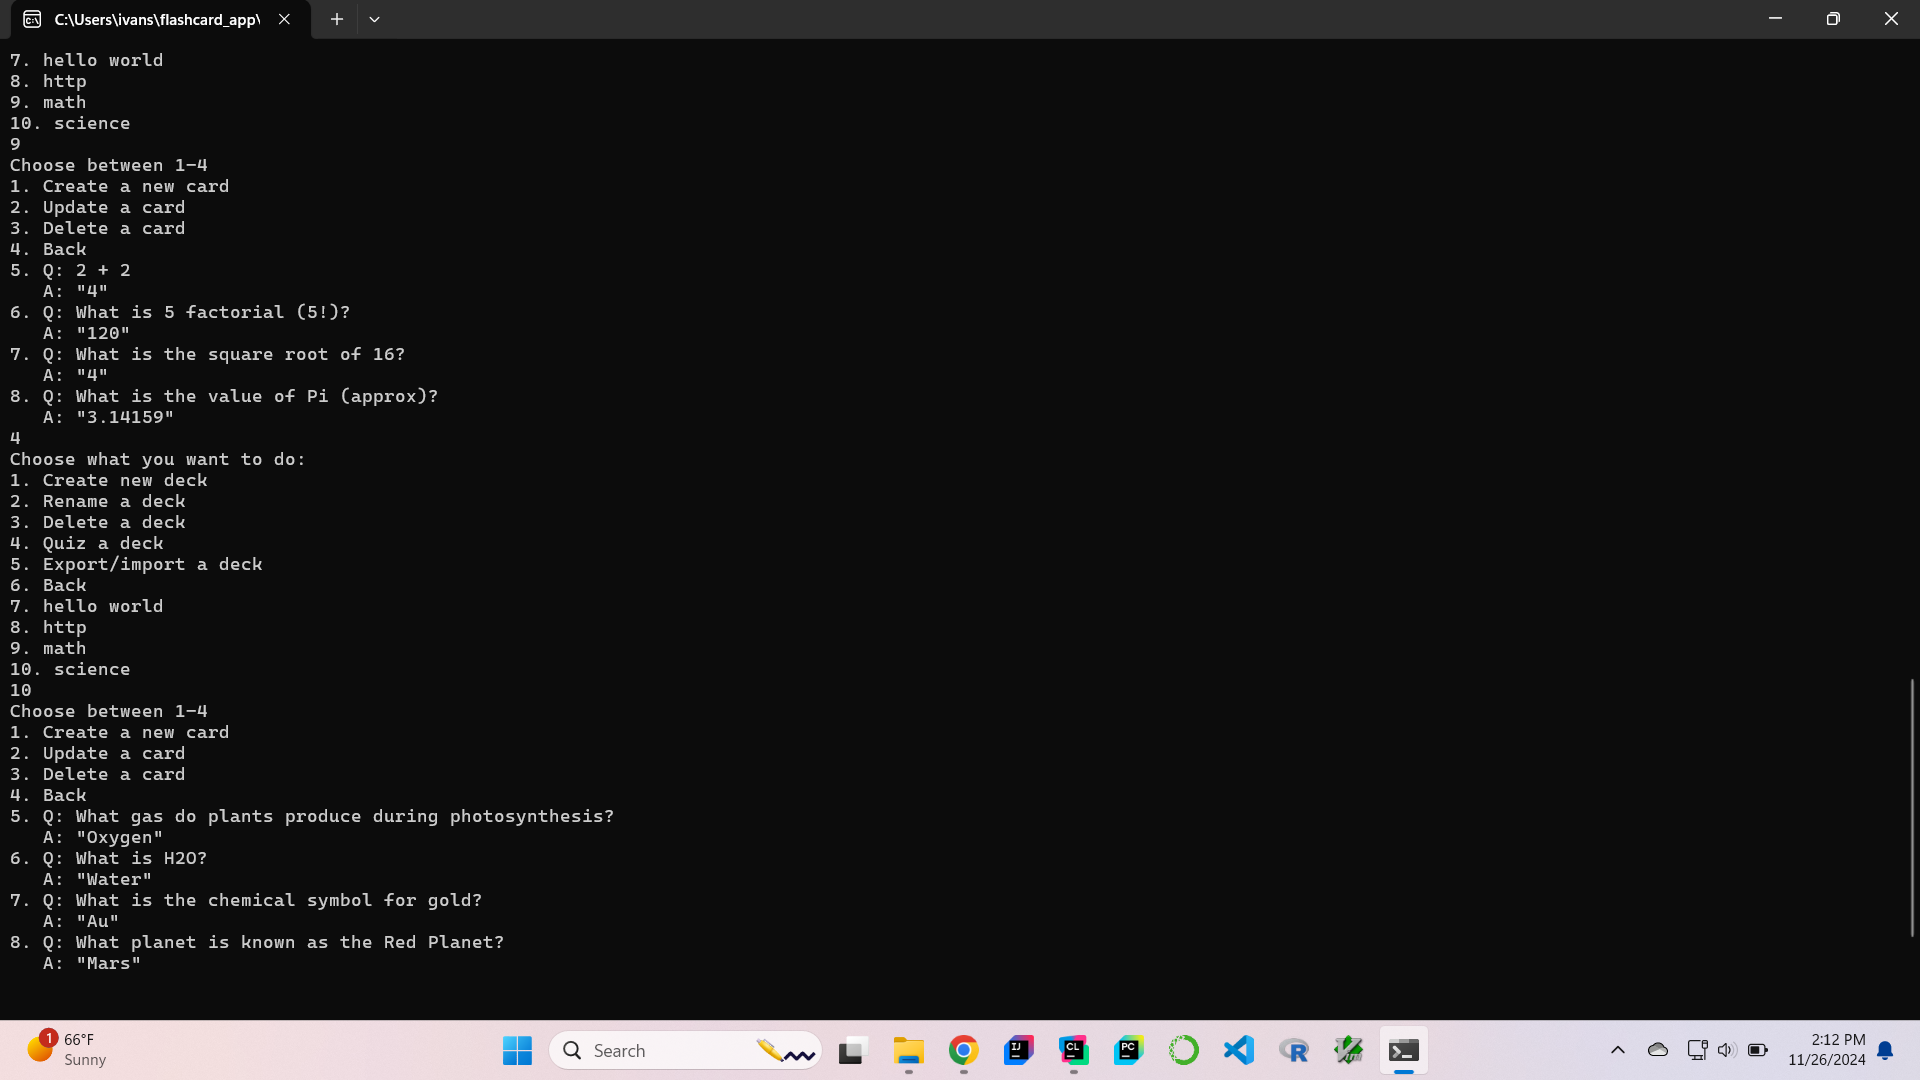 C:\Users\ivans\flashcard_app\
7. hello world
8. http
9. math
10. science
9
Choose between 1-4
1. Create a new card
2. Update a card
3. Delete a card
4. Back
5. Q: 2 + 2
A: "4"
6. Q: What is 5 factorial (5!)?
A: "120"
7. Q: What is the square root of 16?
A: "4"
8. Q: What is the value of Pi (approx)?
A: "3.14159"
4
Choose what you want to do:
1. Create new deck
2. Rename a deck
3. Delete a deck
4. Quiz a deck
5. Export/import a deck
6. Back
7. hello world
8. http
9. math
10. science
10
Choose between 1-4
1. Create a new card
2. Update a card
3. Delete a card
4. Back
5. Q: What gas do plants produce during photosynthesis?
A: "Oxygen"
6. Q: What is H2O?
A: "Water"
7. Q: What is the chemical symbol for gold?
A: "Au"
8. Q: What planet is known as the Red Planet?
A: "Mars"
1
66°F
Sunny
Search
IJ
CL
PC
R
2:12 PM
11/26/2024